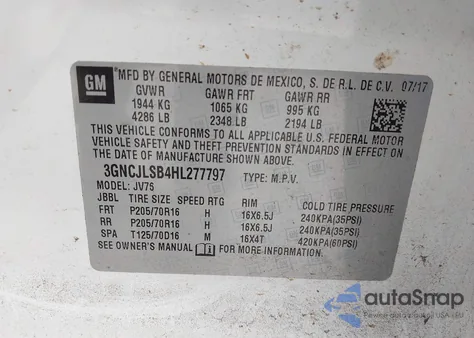 GM
MFD BY GENERAL MOTORS DE MEXICO, S. DE R.L. DE C.V. 07/17
GVWR GAWR FRT GAWR RR
1944 KG 1065 KG 995 KG
4286 LB 2348 LB 2194 LB
THIS VEHICLE CONFORMS TO ALL APPLICABLE U.S. FEDERAL MOTOR
VEHICLE SAFETY AND THEFT PREVENTION STANDARDS IN EFFECT ON THE
DATE OF MANUFACTURE SHOWN ABOVE.
3GNCJLSB4HL277797 TYPE: M.P.V.
MODEL: JV75
JBBL TIRE SIZE SPEED RTG RIM COLD TIRE PRESSURE
FRT P205/70R16 H 16X6.5J 240KPA(35PSI)
RR P205/70R16 H 16X6.5J 240KPA(35PSI)
SPA T125/70D16 M 16X4T 420KPA(60PSI)
SEE OWNER'S MANUAL FOR MORE INFORMATION
autoSnap